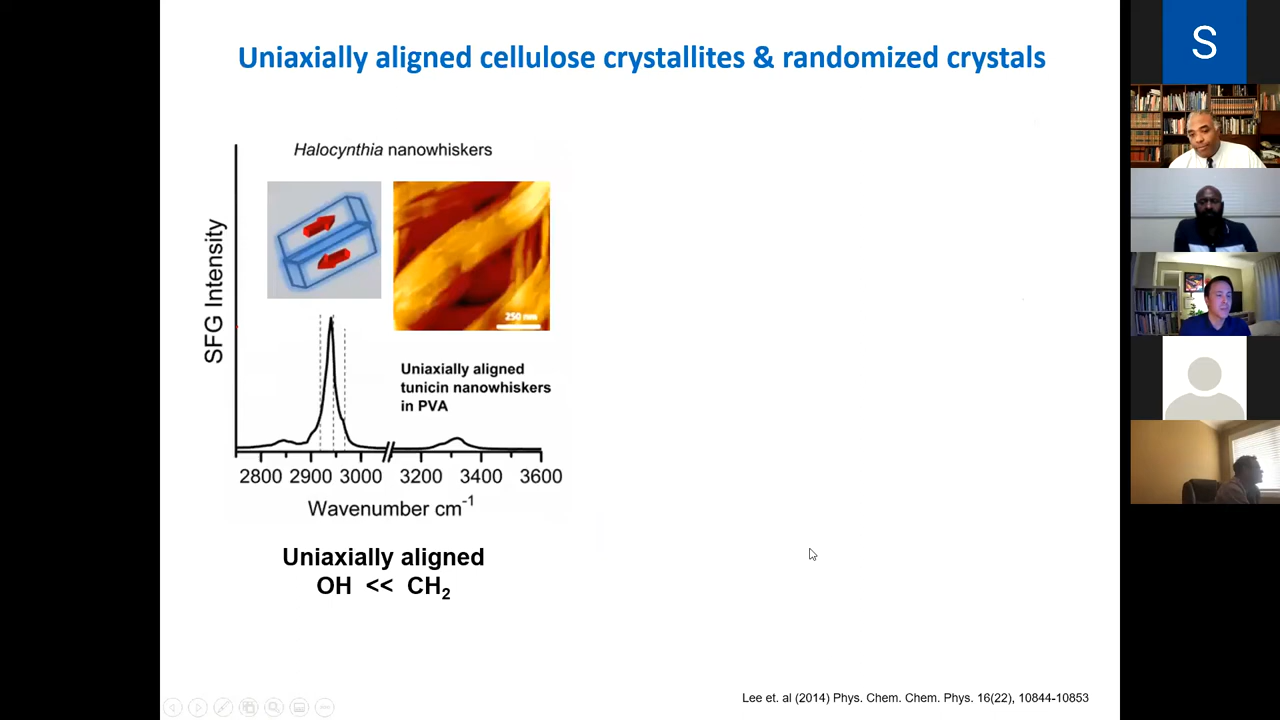 Uniaxially aligned cellulose crystallites & randomized crystals
S
Halocynthia nanowhiskers
SFG Intensity
250 nm
Uniaxially aligned
tunicin nanowhiskers
in PVA
2800 2900 3000 3200 3400 3600
Wavenumber cm-1
Uniaxially aligned
OH << CH2
Lee et. al (2014) Phys. Chem. Chem. Phys. 16(22), 10844-10853